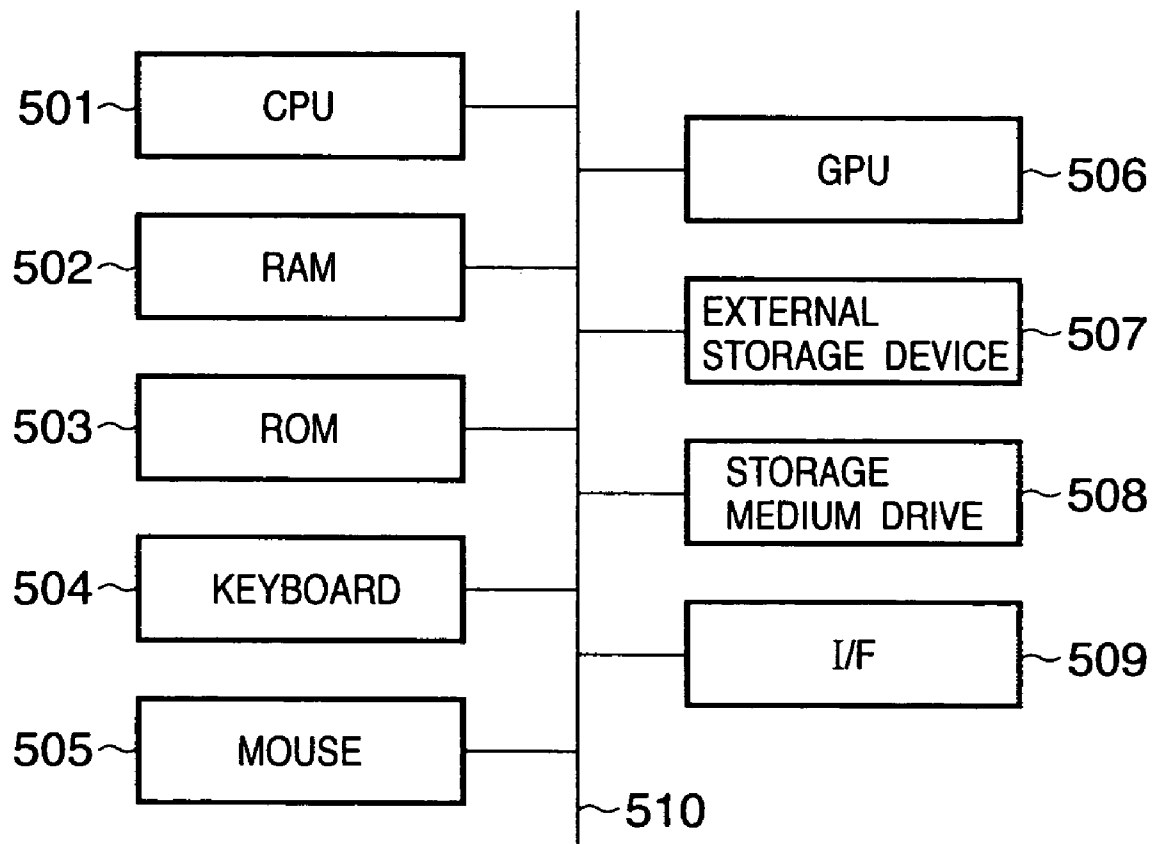 501
CPU
502
RAM
503
ROM
504
KEYBOARD
505
MOUSE
GPU
506
EXTERNAL
STORAGE DEVICE
507
STORAGE
MEDIUM DRIVE
508
I/F
509
510